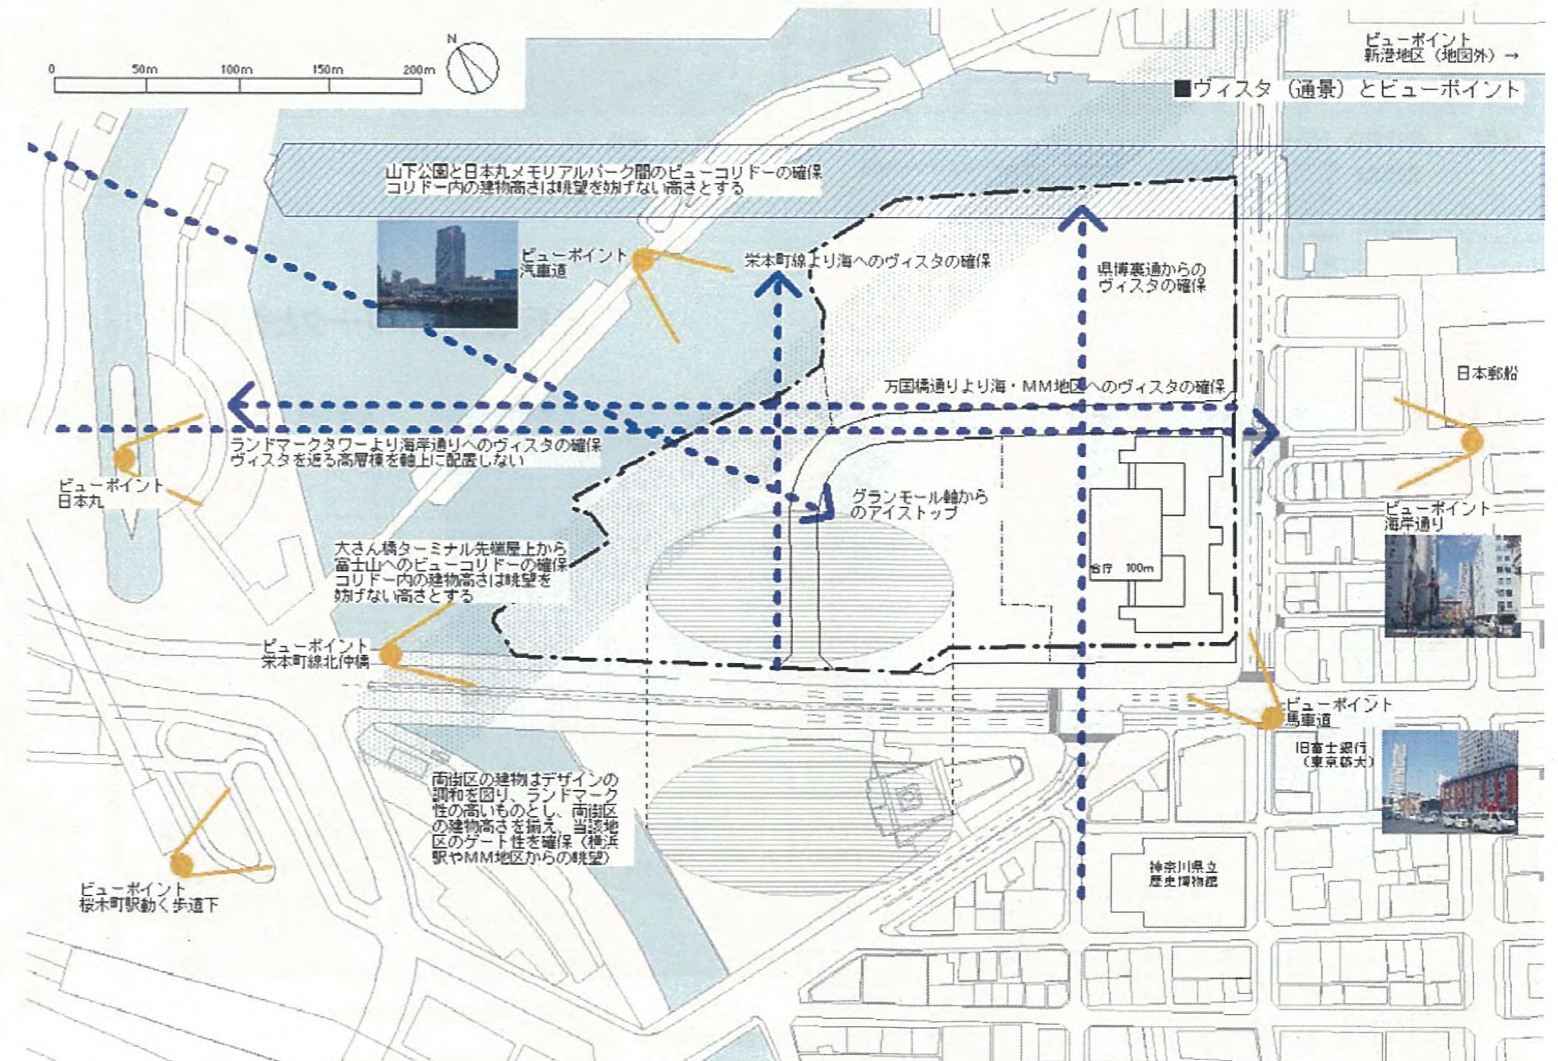 N
0 50m 100m 150m 200m
ビューポイント
新港地区（地図外）→
■ヴィスタ（通景）とビューポイント
山下公園と日本丸メモリアルパーク間のビューコリドーの確保
コリドー内の建物高さは眺望を妨げない高さとする
ビューポイント
汽車道
栄本町線より海へのヴィスタの確保
県博裏通からの
ヴィスタの確保
万国橋通りより海・MM地区へのヴィスタの確保
日本郵船
ランドマークタワーより海岸通りへのヴィスタの確保
ヴィスタを遮る高層棟を軸上に配置しない
ビューポイント
日本丸
グランモール軸から
のアイストップ
ビューポイント
海岸通り
大さん橋ターミナル先端屋上から
富士山へのビューコリドーの確保
コリドー内の建物高さは眺望を
妨げない高さとする
合庁 100m
ビューポイント
栄本町線北仲橋
ビューポイント
馬車道
旧富士銀行
（東京藝大）
両街区の建物はデザインの
調和を図り、ランドマーク
性の高いものとし、両街区
の建物高さを揃え、当該地
区のゲート性を確保（横浜
駅やMM地区からの眺望）
神奈川県立
歴史博物館
ビューポイント
桜木町駅動く歩道下